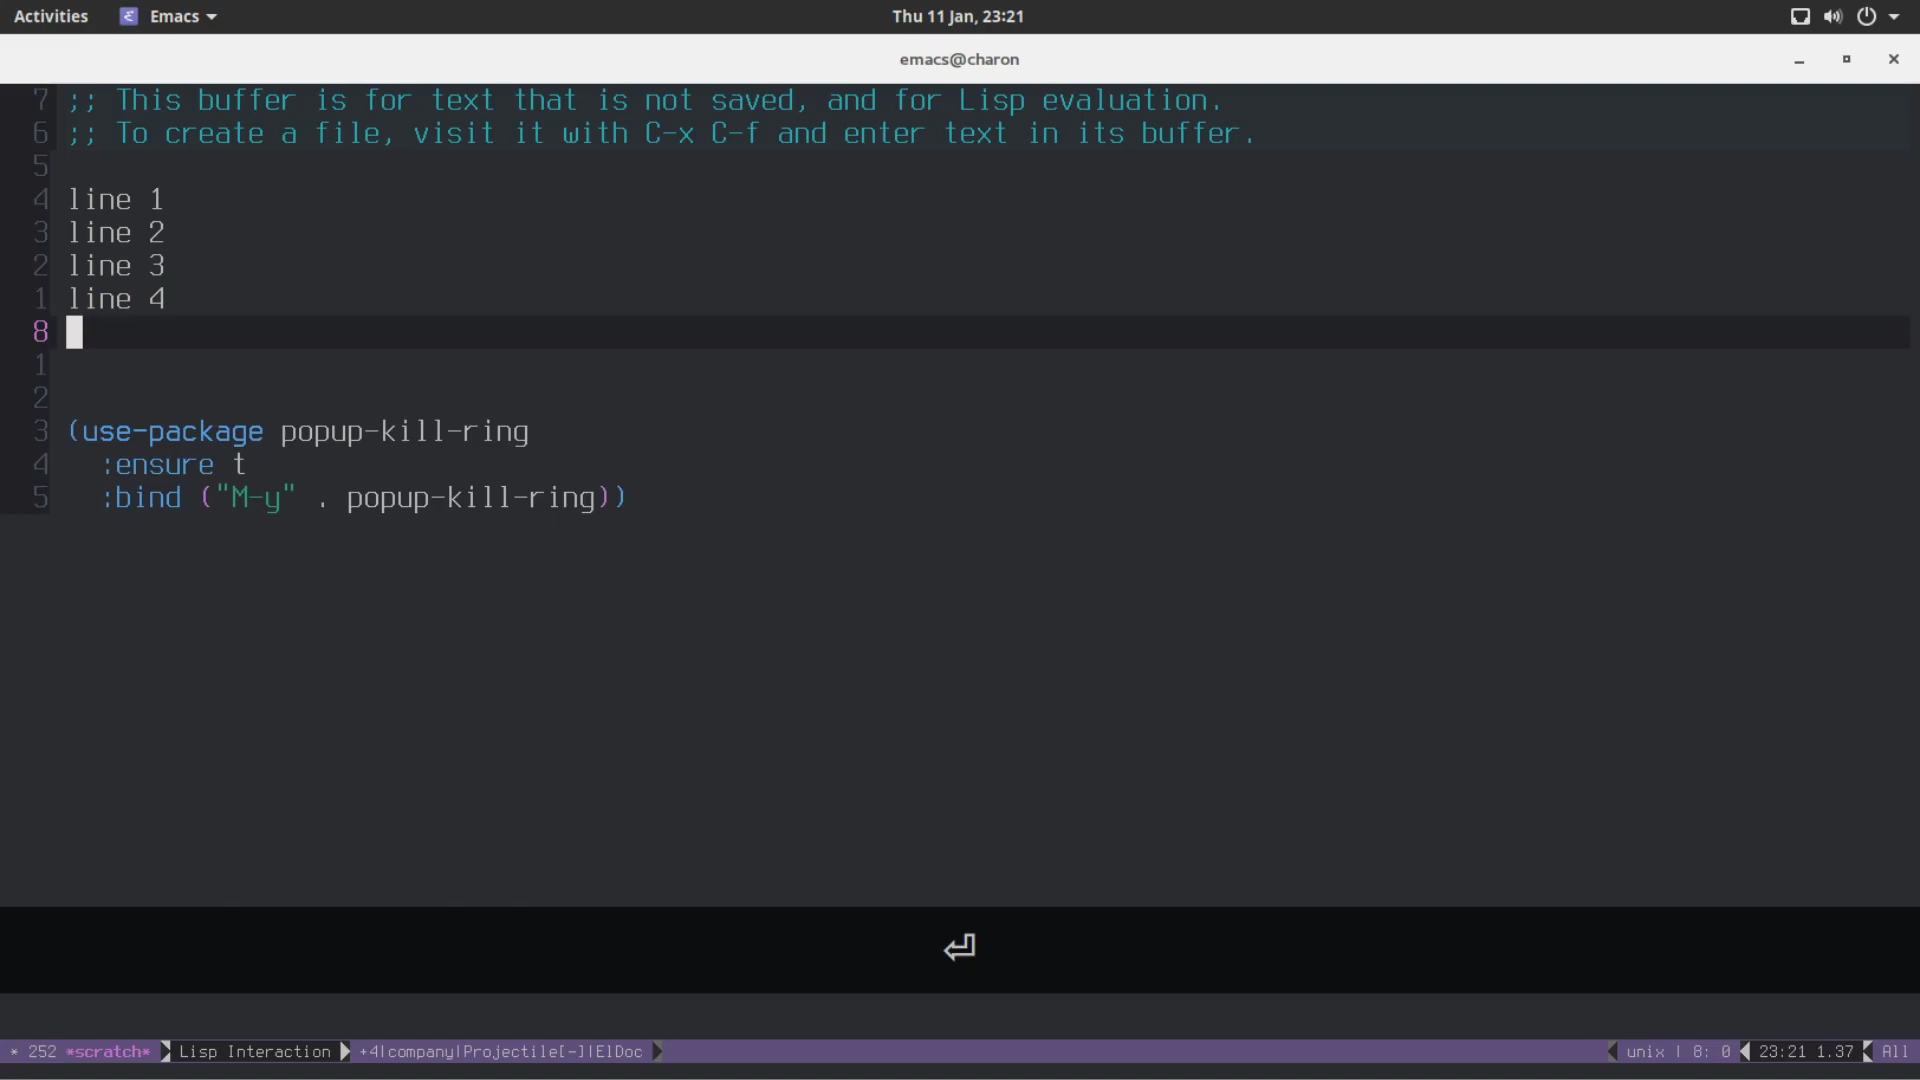 Activities Emacs Thu 11 Jan, 23:21
emacs@charon
7 ;; This buffer is for text that is not saved, and for Lisp evaluation.
6 ;; To create a file, visit it with C-x C-f and enter text in its buffer.
5
4 line 1
3 line 2
2 line 3
1 line 4
8
1
2
3 (use-package popup-kill-ring
4   :ensure t
5   :bind ("M-y" . popup-kill-ring))
* 252 *scratch* Lisp Interaction +4|company|Projectile[-]|ElDoc unix | 8: 0 23:21 1.37 All